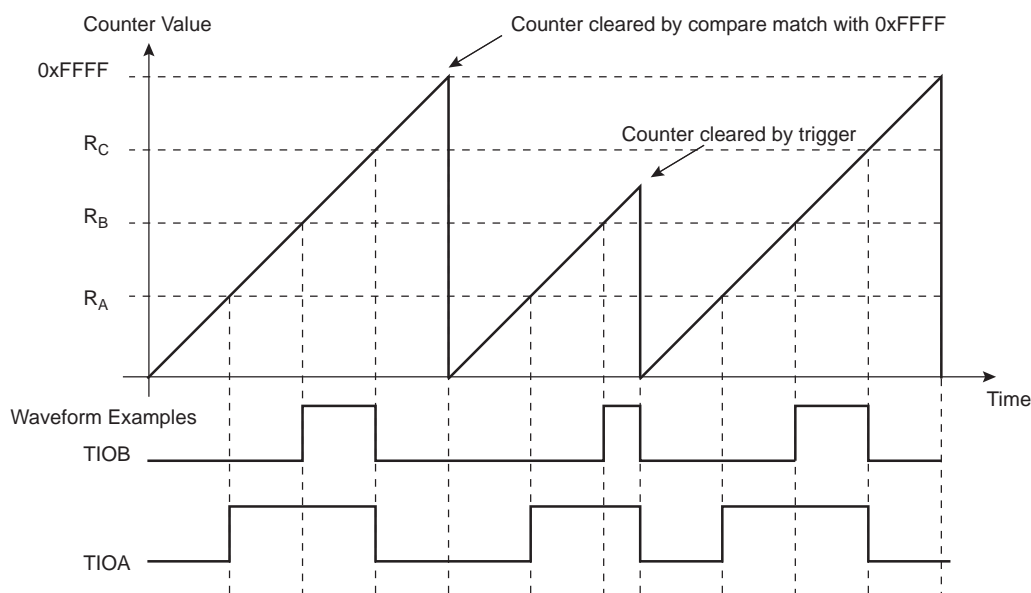 Counter Value
Counter cleared by compare match with 0xFFFF
0xFFFF
Counter cleared by trigger
RC
RB
RA
Time
Waveform Examples
TIOB
TIOA